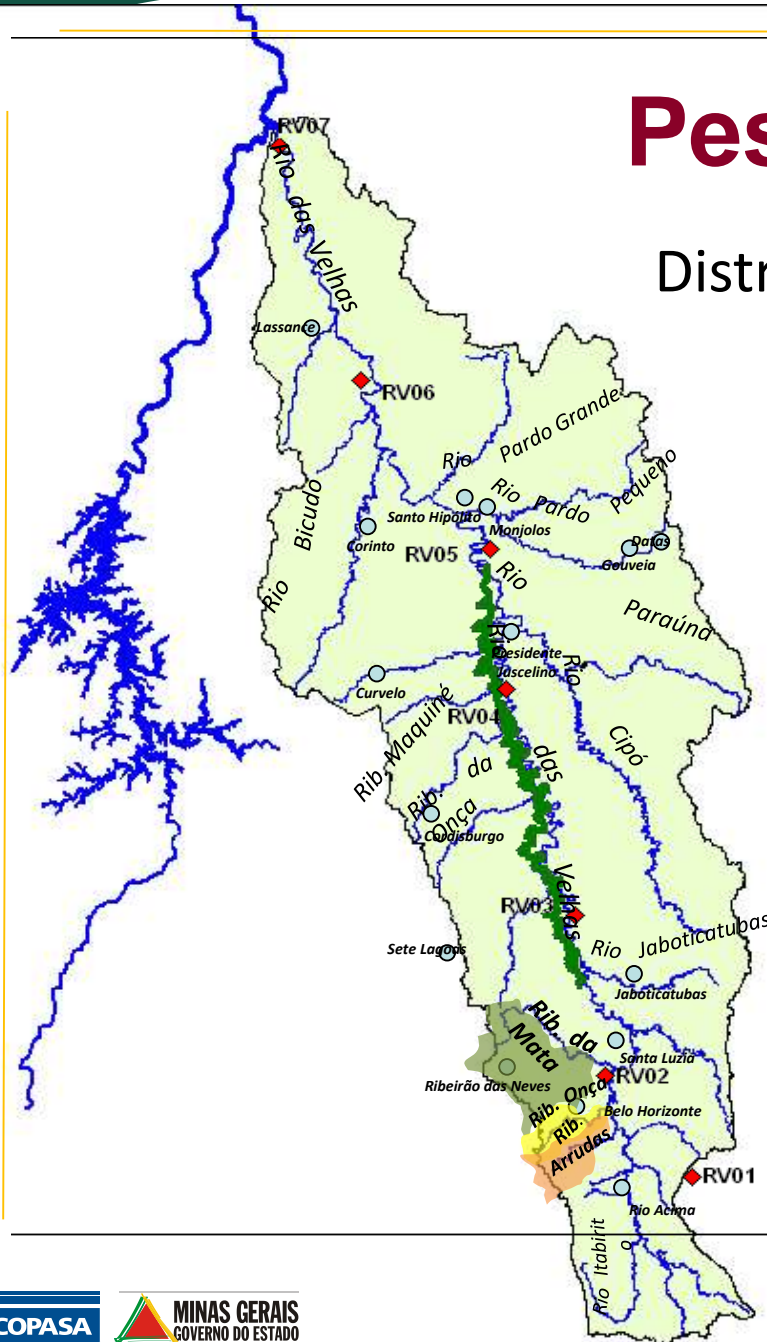 Pes
Distr
RV07
Rio das Velhas
Lassance
RV06
Pardo Grande
Rio
Rio Pardo Pequeno
Santo Hipólito
Monjolos
Bicudo
Rio
Corinto
RV05
Datas
Gouveia
Rio
Paraúna
Rio
Presidente
Juscelino
Rio
Curvelo
RV04
Rib. Maquiné
Cipó
das
Rib. da
Onça
Cordisburgo
Velhas
RV03
Rio Jaboticatubas
Sete Lagoas
Jaboticatubas
Rib. da
Mata
Santa Luzia
RV02
Ribeirão das Neves
Rib. Onça
Belo Horizonte
Rib.
Arrudas
RV01
Rio Acima
Rio Itabirit
o
COPASA
MINAS GERAIS
GOVERNO DO ESTADO